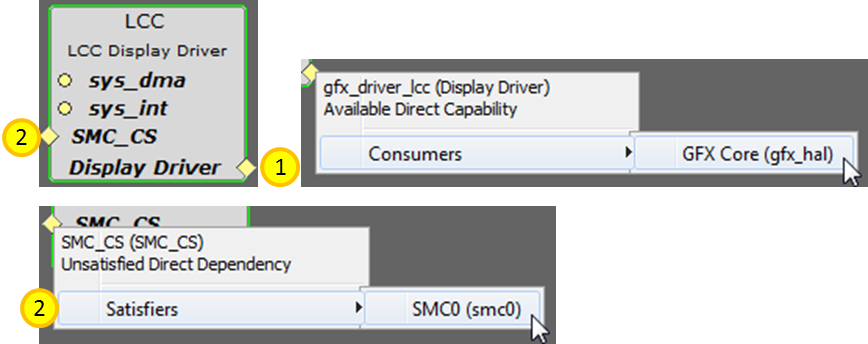 LCC
LCC Display Driver
sys_dma
sys_int
2 SMC_CS
Display Driver 1
gfx_driver_lcc (Display Driver)
Available Direct Capability
Consumers GFX Core (gfx_hal)
SMC_CS
SMC_CS (SMC_CS)
Unsatisfied Direct Dependency
2 Satisfiers SMC0 (smc0)